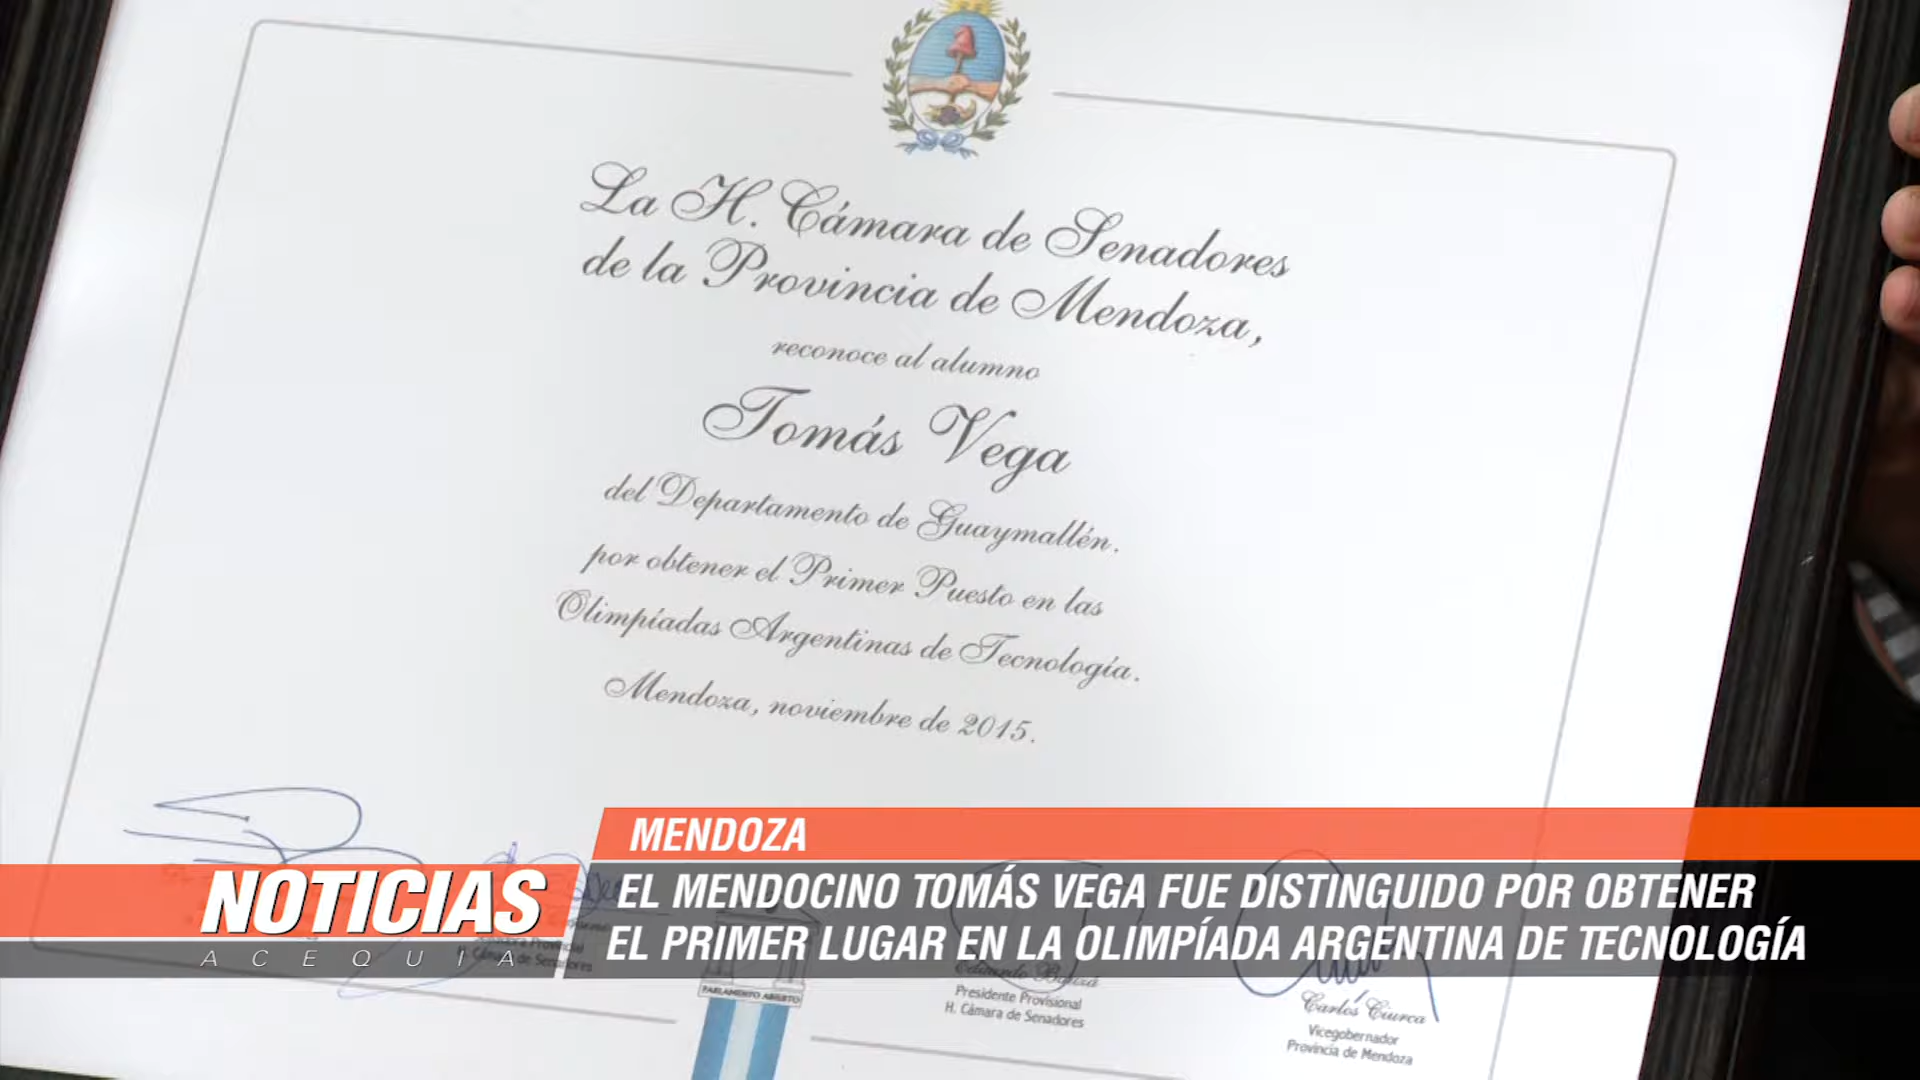 La H. Cámara de Senadores
de la Provincia de Mendoza,
reconoce al alumno
Tomás Vega
del Departamento de Guaymallén.
por obtener el Primer Puesto en las
Olimpíadas Argentinas de Tecnología.
Mendoza, noviembre de 2015.
MENDOZA
NOTICIAS
ACEQUIA
EL MENDOCINO TOMÁS VEGA FUE DISTINGUIDO POR OBTENER
EL PRIMER LUGAR EN LA OLIMPÍADA ARGENTINA DE TECNOLOGÍA
H. Cámara de Senadores
PARLAMENTO ABIERTO
Presidente Provisional
H. Cámara de Senadores
Carlos Ciurca
Vicegobernador
Provincia de Mendoza